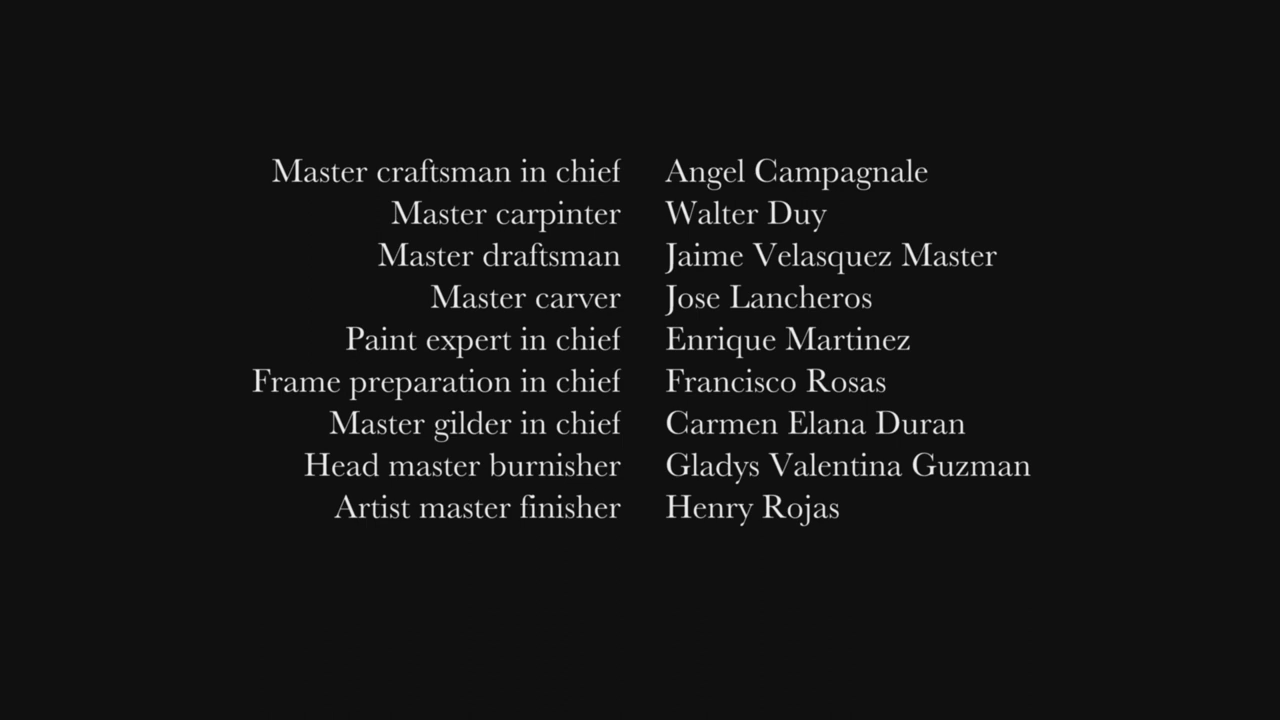 Master craftsman in chief Angel Campagnale
Master carpinter Walter Duy
Master draftsman Jaime Velasquez Master
Master carver Jose Lancheros
Paint expert in chief Enrique Martinez
Frame preparation in chief Francisco Rosas
Master gilder in chief Carmen Elana Duran
Head master burnisher Gladys Valentina Guzman
Artist master finisher Henry Rojas